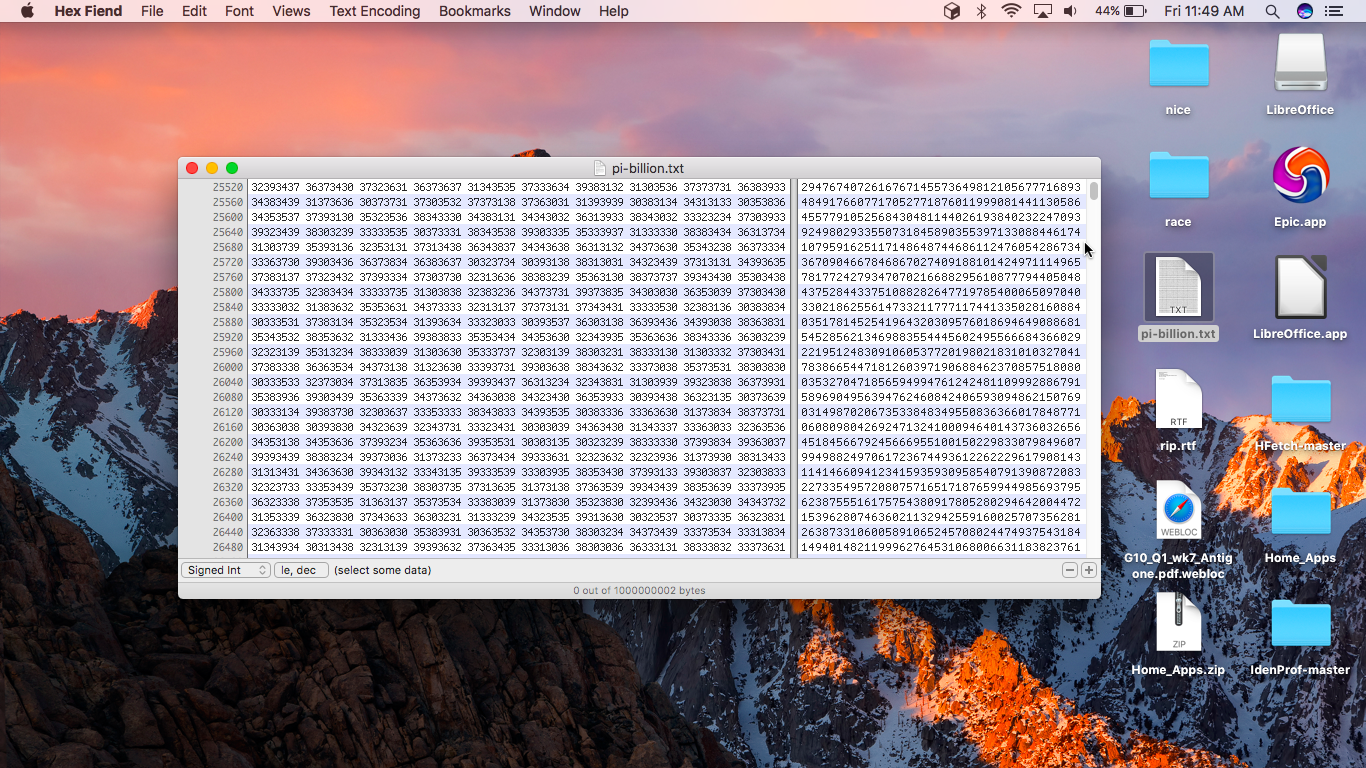 Hex Fiend File Edit Font Views Text Encoding Bookmarks Window Help 44% Fri 11:49 AM
pi-billion.txt
25520 32393437 36373430 37323631 36373637 31343535 37333634 39383132 31303536 37373731 36383933 2947674072616767145573649812105677716893
25560 34383439 31373636 30373731 37303532 37373138 37363031 31393939 30383134 34313133 30353836 4849176607717052771876011999081441130586
25600 34353537 37393130 35323536 38343330 34383131 34343032 36313933 38343032 33323234 37303933 4557791052568430481144026193840232247093
25640 39323439 38303239 33333535 30373331 38343538 39303335 35333937 31333330 38383434 36313734 9249802933550731845890355397133088446174
25680 31303739 35393136 32353131 37313438 36343837 34343638 36313132 34373630 35343238 36373334 1079591625117148648744686112476054286734
25720 33363730 39303436 36373834 36383637 30323734 30393138 38313031 34323439 37313131 34393635 3670904667846867027409188101424971114965
25760 37383137 37323432 37393437 30373032 31363636 38383239 35363130 38373737 39343430 35303438 7817724279470702166688295610877794405048
25800 34333735 32383434 33333735 31303838 32383236 34373731 39373835 34303030 36353039 37303430 4375284433751088282647719785400065097040
25840 33333032 31383632 35353631 34373333 32313137 37373131 37343431 33333530 32383136 30383834 3302186255614733211777117441335028160884
25880 30333531 37383134 35323534 31393634 33323033 30393537 36303138 36393436 34393038 38363831 0351781452541964320309576018694649088681
25920 35343532 38353632 31333436 39383833 35353434 34353630 32343935 35363636 38343336 36303239 5452856213469883554445602495566684366029
25960 32323139 35313234 38333039 31303630 35333737 32303139 38303231 38333130 31303332 37303431 2219512483091060537720198021831010327041
26000 37383338 36363534 34373138 31323630 33393731 39303638 38343632 33373038 35373531 38303830 7838665447181260397190688462370857518080
26040 30333533 32373034 37313835 36353934 39393437 36313234 32343831 31303939 39323838 36373931 0353270471856594994761242481109992886791
26080 35383936 39303439 35363339 34373632 34363038 34323430 36353933 30393438 36323135 30373639 5896904956394762460842406593094862150769
26120 30333134 39383730 32303637 33353333 38343833 34393535 30383336 33363630 31373834 38373731 0314987020673533848349550836366017848771
26160 30363038 30393830 34323639 32343731 33323431 30303039 34363430 31343337 33363033 32363536 0608098042692471324100094640143736032656
26200 34353138 34353636 37393234 35363636 39353531 30303135 30323239 38333330 37393834 39363037 4518456679245666955100150229833079849607
26240 39393439 38383234 39373036 31373233 36373434 39333631 32323632 32323936 31373930 38313433 9949882497061723674493612262229617908143
26280 31313431 34363630 39343132 33343135 39333539 33303935 38353430 37393133 39303837 32303833 1141466094123415935930958540791390872083
26320 32323733 33353439 35373230 38303735 37313635 31373138 37363539 39343439 38353639 33373935 2273354957208075716517187659944985693795
26360 36323338 37353535 31363137 35373534 33383039 31373830 35323830 32393436 34323030 34343732 6238755516175754380917805280294642004472
26400 31353339 36323830 37343633 36303231 31333239 34323535 39313630 30323537 30373335 36323831 1539628074636021132942559160025707356281
26440 32363338 37333331 30363030 35383931 30363532 34353730 38303234 34373439 33373534 33313834 2638733106005891065245708024474937543184
26480 31343934 30313438 32313139 39393632 37363435 33313036 38303036 36333131 38333832 33373631 1494014821199962764531068006631183823761
Signed Int le, dec (select some data)
0 out of 1000000002 bytes
nice LibreOffice
race Epic.app
TXT
pi-billion.txt LibreOffice.app
RTF
rip.rtf HFetch-master
WEBLOC
G10_Q1_wk7_Antig Home_Apps
one.pdf.webloc
ZIP
Home_Apps.zip IdenProf-master